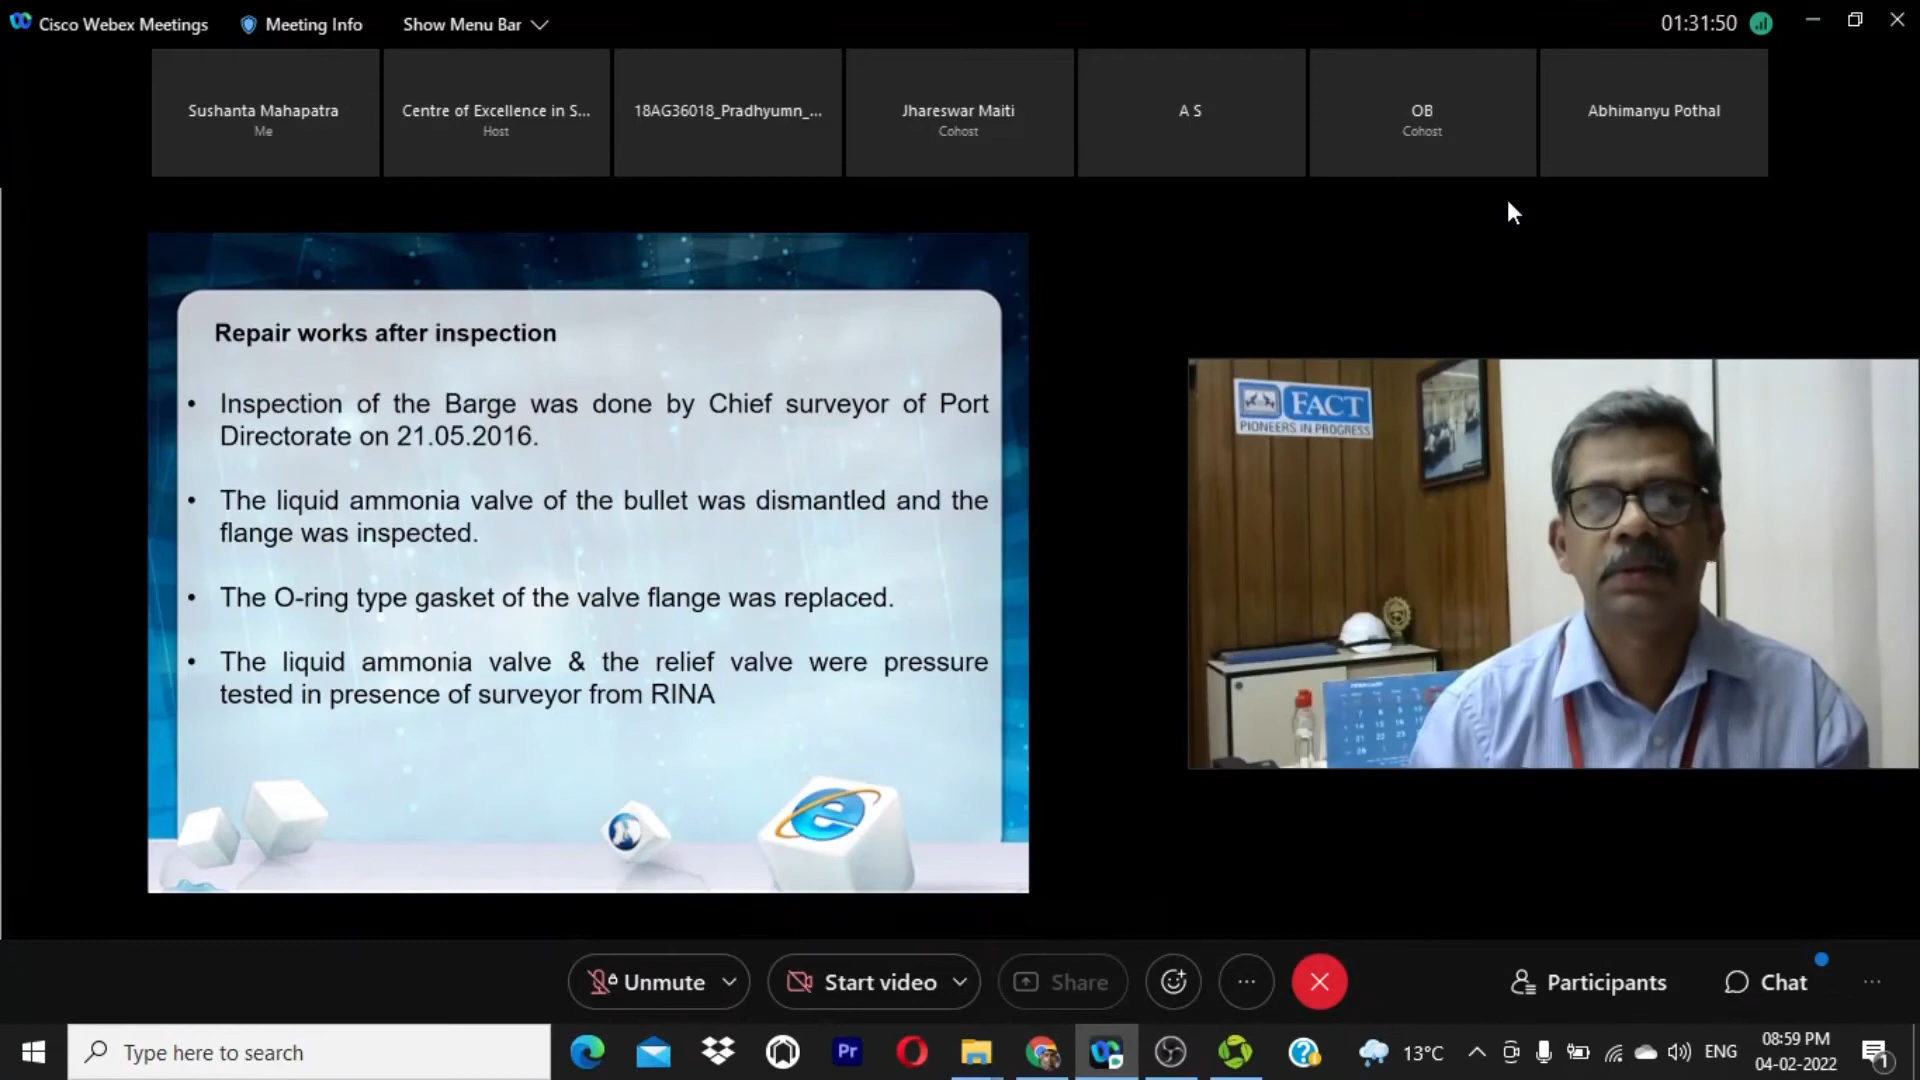 Cisco Webex Meetings
Meeting Info
Show Menu Bar
01:31:50
Sushanta Mahapatra
Me
Centre of Excellence in S...
Host
18AG36018_Pradhyumn_...
Jhareswar Maiti
Cohost
A S
OB
Cohost
Abhimanyu Pothal
Repair works after inspection
• Inspection of the Barge was done by Chief surveyor of Port
Directorate on 21.05.2016.
• The liquid ammonia valve of the bullet was dismantled and the
flange was inspected.
• The O-ring type gasket of the valve flange was replaced.
• The liquid ammonia valve & the relief valve were pressure
tested in presence of surveyor from RINA
FACT
PIONEERS IN PROGRESS
Unmute
Start video
Share
Participants
Chat
Type here to search
Pr
13°C
ENG
08:59 PM
04-02-2022
1